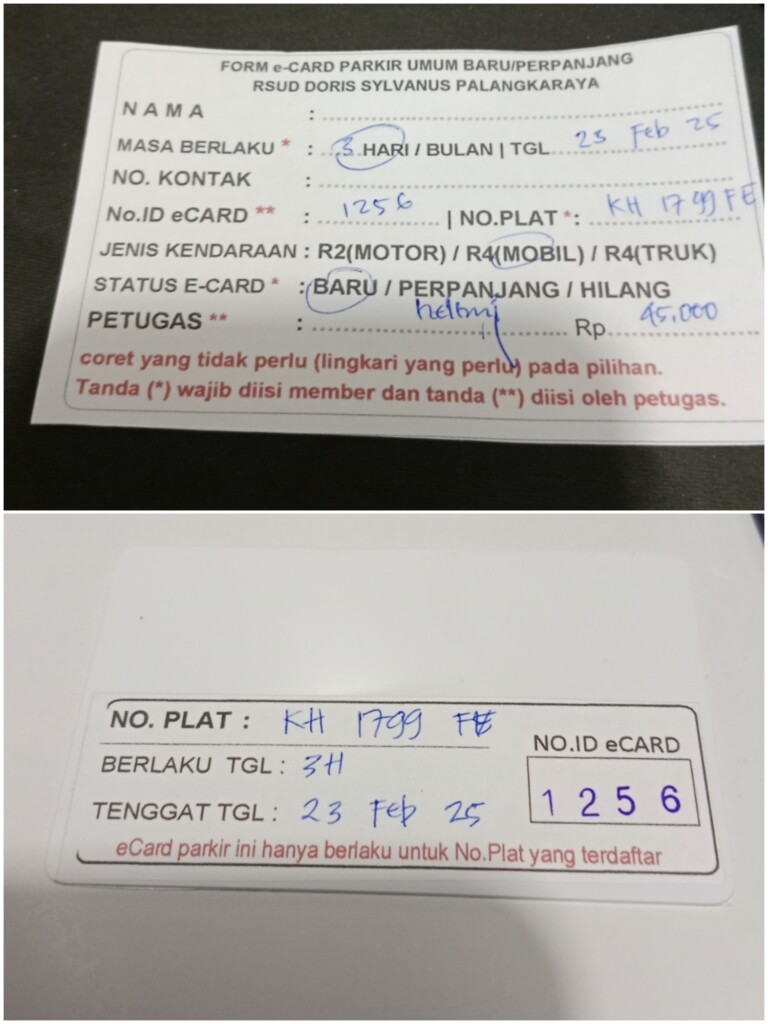 FORM e-CARD PARKIR UMUM BARU/PERPANJANG
RSUD DORIS SYLVANUS PALANGKARAYA
NAMA :
MASA BERLAKU * : 3 HARI / BULAN | TGL 23 Feb 25
NO. KONTAK :
No.ID eCARD ** : 1256 | NO.PLAT *: KH 1799 FE
JENIS KENDARAAN : R2(MOTOR) / R4(MOBIL) / R4(TRUK)
STATUS E-CARD * : BARU / PERPANJANG / HILANG
PETUGAS ** : helmj Rp 45.000
coret yang tidak perlu (lingkari yang perlu) pada pilihan.
Tanda (*) wajib diisi member dan tanda (**) diisi oleh petugas.
NO. PLAT : KH 1799 FE
BERLAKU TGL : 3H
TENGGAT TGL : 23 Feb 25
NO.ID eCARD
1256
eCard parkir ini hanya berlaku untuk No.Plat yang terdaftar